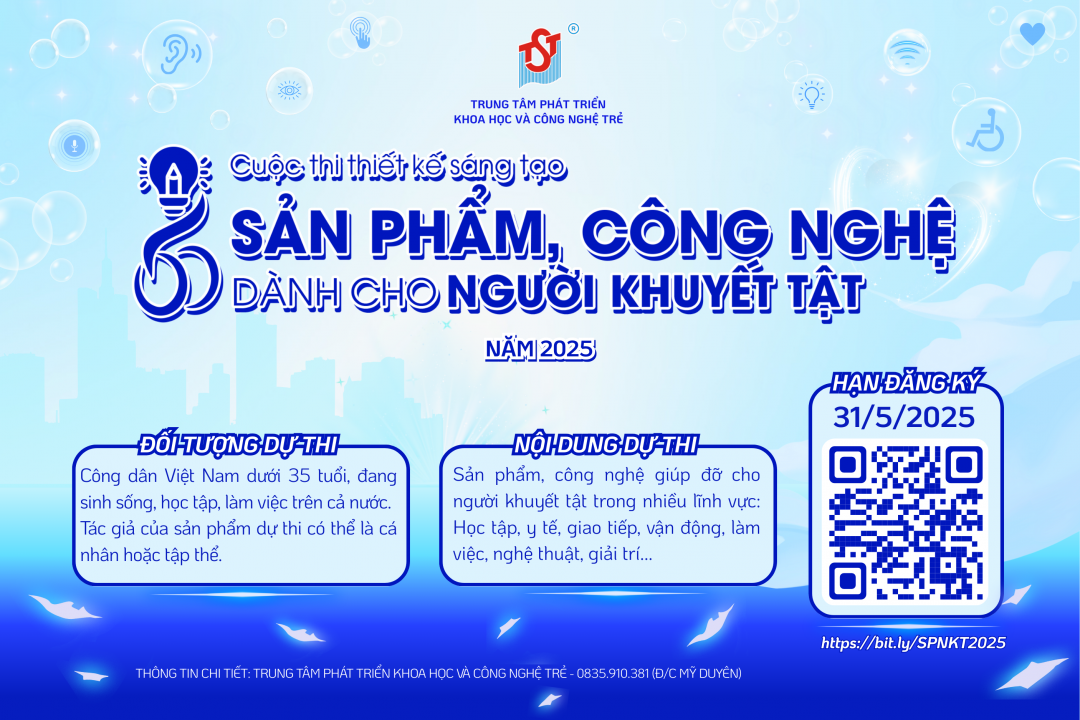 TST
®
TRUNG TÂM PHÁT TRIỂN
KHOA HỌC VÀ CÔNG NGHỆ TRẺ
Cuộc thi thiết kế sáng tạo
SẢN PHẨM, CÔNG NGHỆ
DÀNH CHO NGƯỜI KHUYẾT TẬT
NĂM 2025
ĐỐI TƯỢNG DỰ THI
Công dân Việt Nam dưới 35 tuổi, đang
sinh sống, học tập, làm việc trên cả nước.
Tác giả của sản phẩm dự thi có thể là cá
nhân hoặc tập thể.
NỘI DUNG DỰ THI
Sản phẩm, công nghệ giúp đỡ cho
người khuyết tật trong nhiều lĩnh vực:
Học tập, y tế, giao tiếp, vận động, làm
việc, nghệ thuật, giải trí...
HẠN ĐĂNG KÝ
31/5/2025
https://bit.ly/SPNKT2025
THÔNG TIN CHI TIẾT: TRUNG TÂM PHÁT TRIỂN KHOA HỌC VÀ CÔNG NGHỆ TRẺ - 0835.910.381 (Đ/C MỸ DUYÊN)